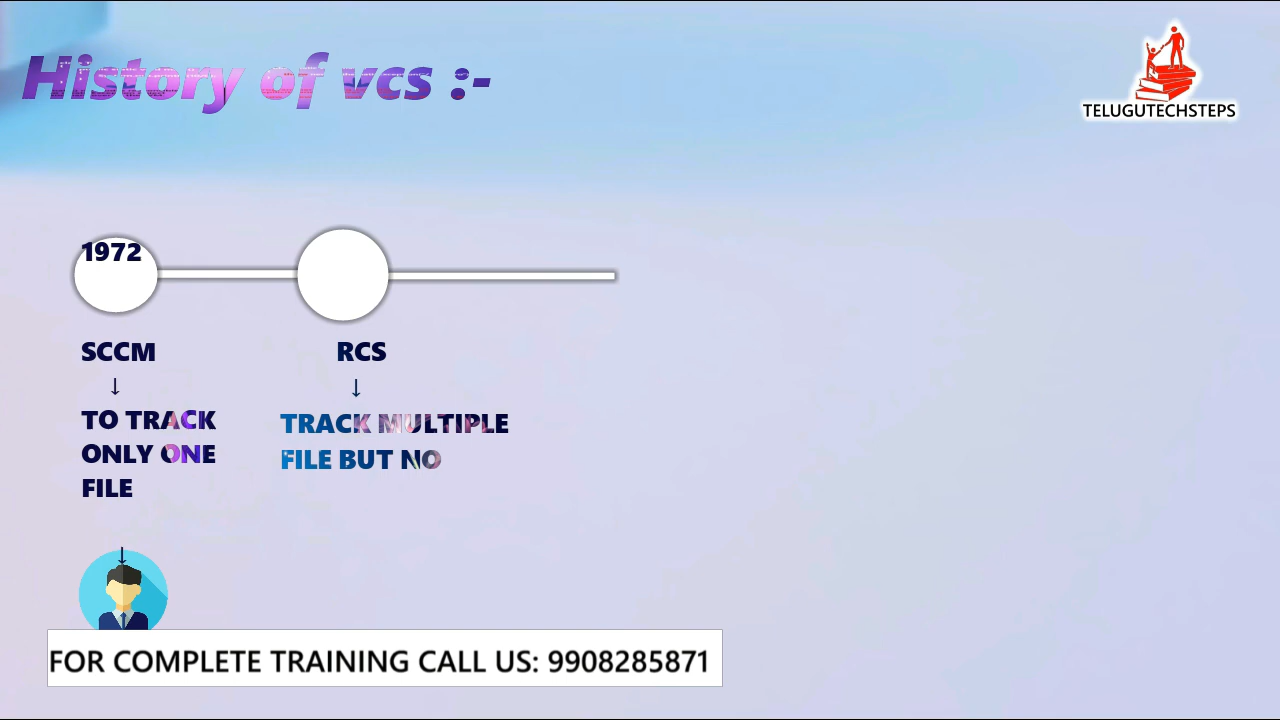 History of vcs :-
TELUGUTECHSTEPS
1972
SCCM
↓
TO TRACK
ONLY ONE
FILE
RCS
↓
TRACK MULTIPLE
FILE BUT NO
FOR COMPLETE TRAINING CALL US: 9908285871